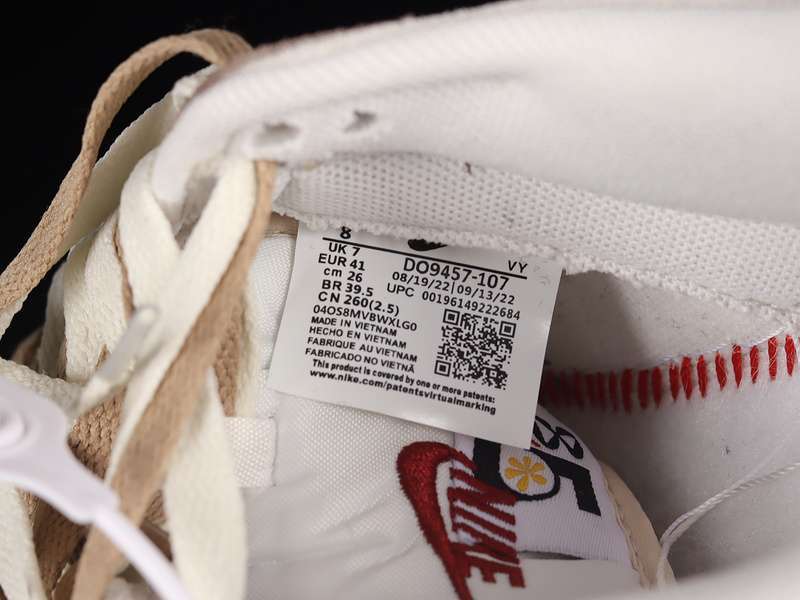 8
UK 7
EUR 41
cm 26
BR 39.5
CN 260(2.5)
VY
DO9457-107
08/19/22|09/13/22
UPC 00196149222684
04OS8MVBWXLG0
MADE IN VIETNAM
HECHO EN VIETNAM
FABRIQUE AU VIETNAM
FABRICADO NO VIETNÃ
This product is covered by one or more patents:
www.nike.com/patentsvirtualmarking
85
NIKE